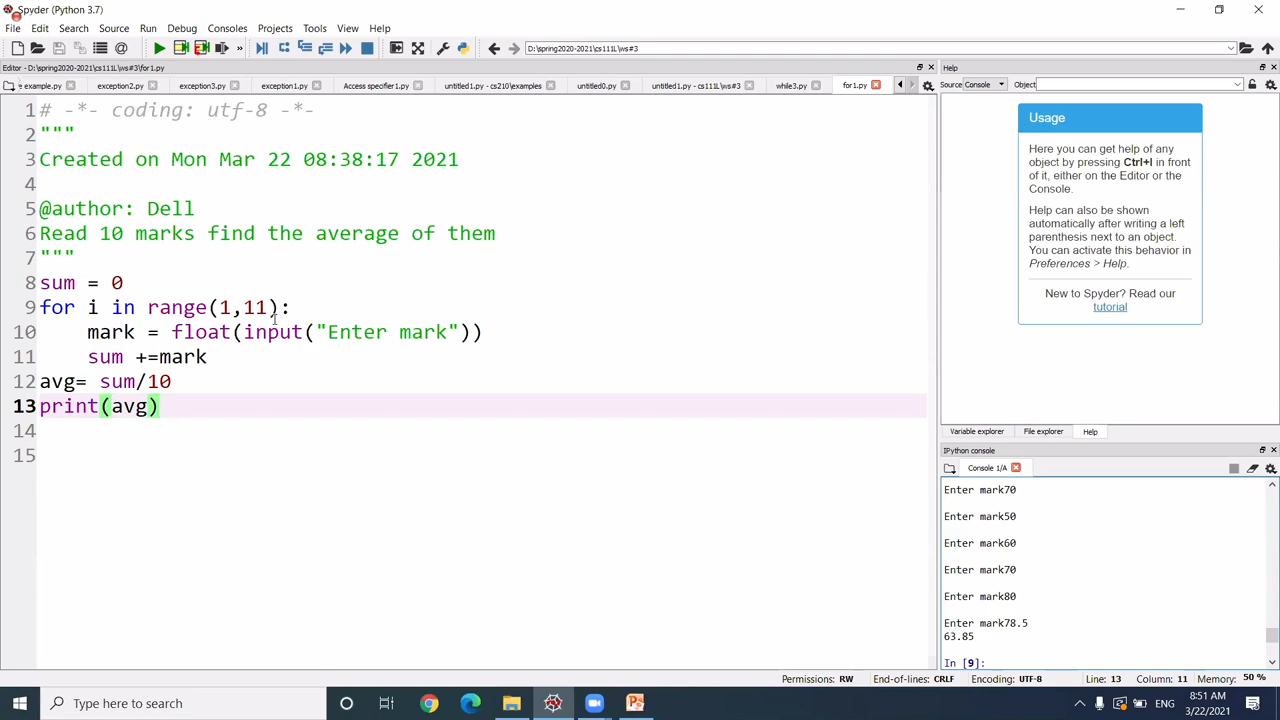 Spyder (Python 3.7)
File Edit Search Source Run Debug Consoles Projects Tools View Help
D:\spring2020-2021\cs111L\ws#3
Editor - D:\spring2020-2021\cs111L\ws#3\for1.py
Help
example.py exception2.py exception3.py exception1.py Access specifier1.py untitled1.py - cs210\examples untitled0.py untitled1.py - cs111L\ws#3 while3.py for1.py
Source Console Object
1 # -*- coding: utf-8 -*-
2 """
3 Created on Mon Mar 22 08:38:17 2021
4
5 @author: Dell
6 Read 10 marks find the average of them
7 """
8 sum = 0
9 for i in range(1,11):
10 mark = float(input("Enter mark"))
11 sum +=mark
12 avg= sum/10
13 print(avg)
14
15
Usage
Here you can get help of any
object by pressing Ctrl+I in front
of it, either on the Editor or the
Console.
Help can also be shown
automatically after writing a left
parenthesis next to an object.
You can activate this behavior in
Preferences > Help.
New to Spyder? Read our
tutorial
Variable explorer File explorer Help
IPython console
Console 1/A
Enter mark70
Enter mark50
Enter mark60
Enter mark70
Enter mark80
Enter mark78.5
63.85
In [9]:
Permissions: RW End-of-lines: CRLF Encoding: UTF-8 Line: 13 Column: 11 Memory: 50 %
Type here to search
ENG
8:51 AM
3/22/2021